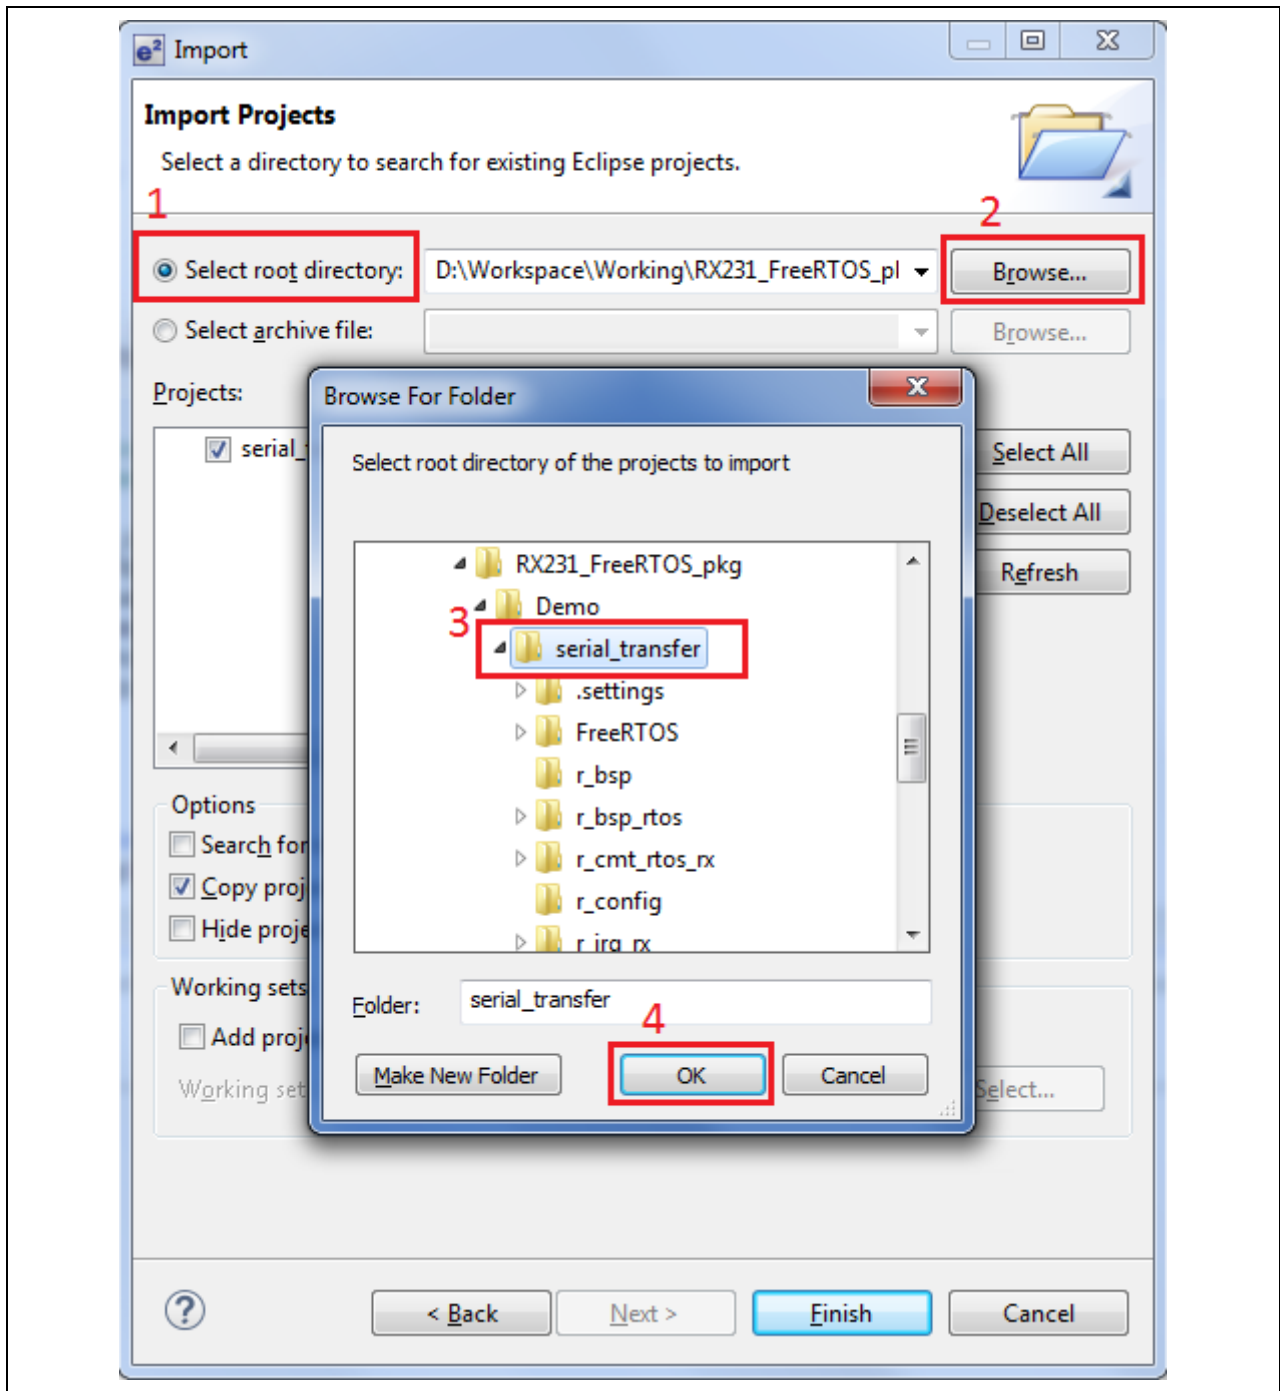 e² Import
Import Projects
Select a directory to search for existing Eclipse projects.
1
2
Select root directory: D:\Workspace\Working\RX231_FreeRTOS_pl Browse...
Select archive file: Browse...
Projects:
Browse For Folder
serial_
Select root directory of the projects to import
Select All
Deselect All
Refresh
RX231_FreeRTOS_pkg
Demo
3
serial_transfer
.settings
FreeRTOS
r_bsp
r_bsp_rtos
r_cmt_rtos_rx
r_config
r_irq_rx
Options
Search for
Copy proj
Hide proje
Working sets
Add proj
Working set
Folder: serial_transfer
4
Make New Folder OK Cancel
Select...
? < Back Next > Finish Cancel